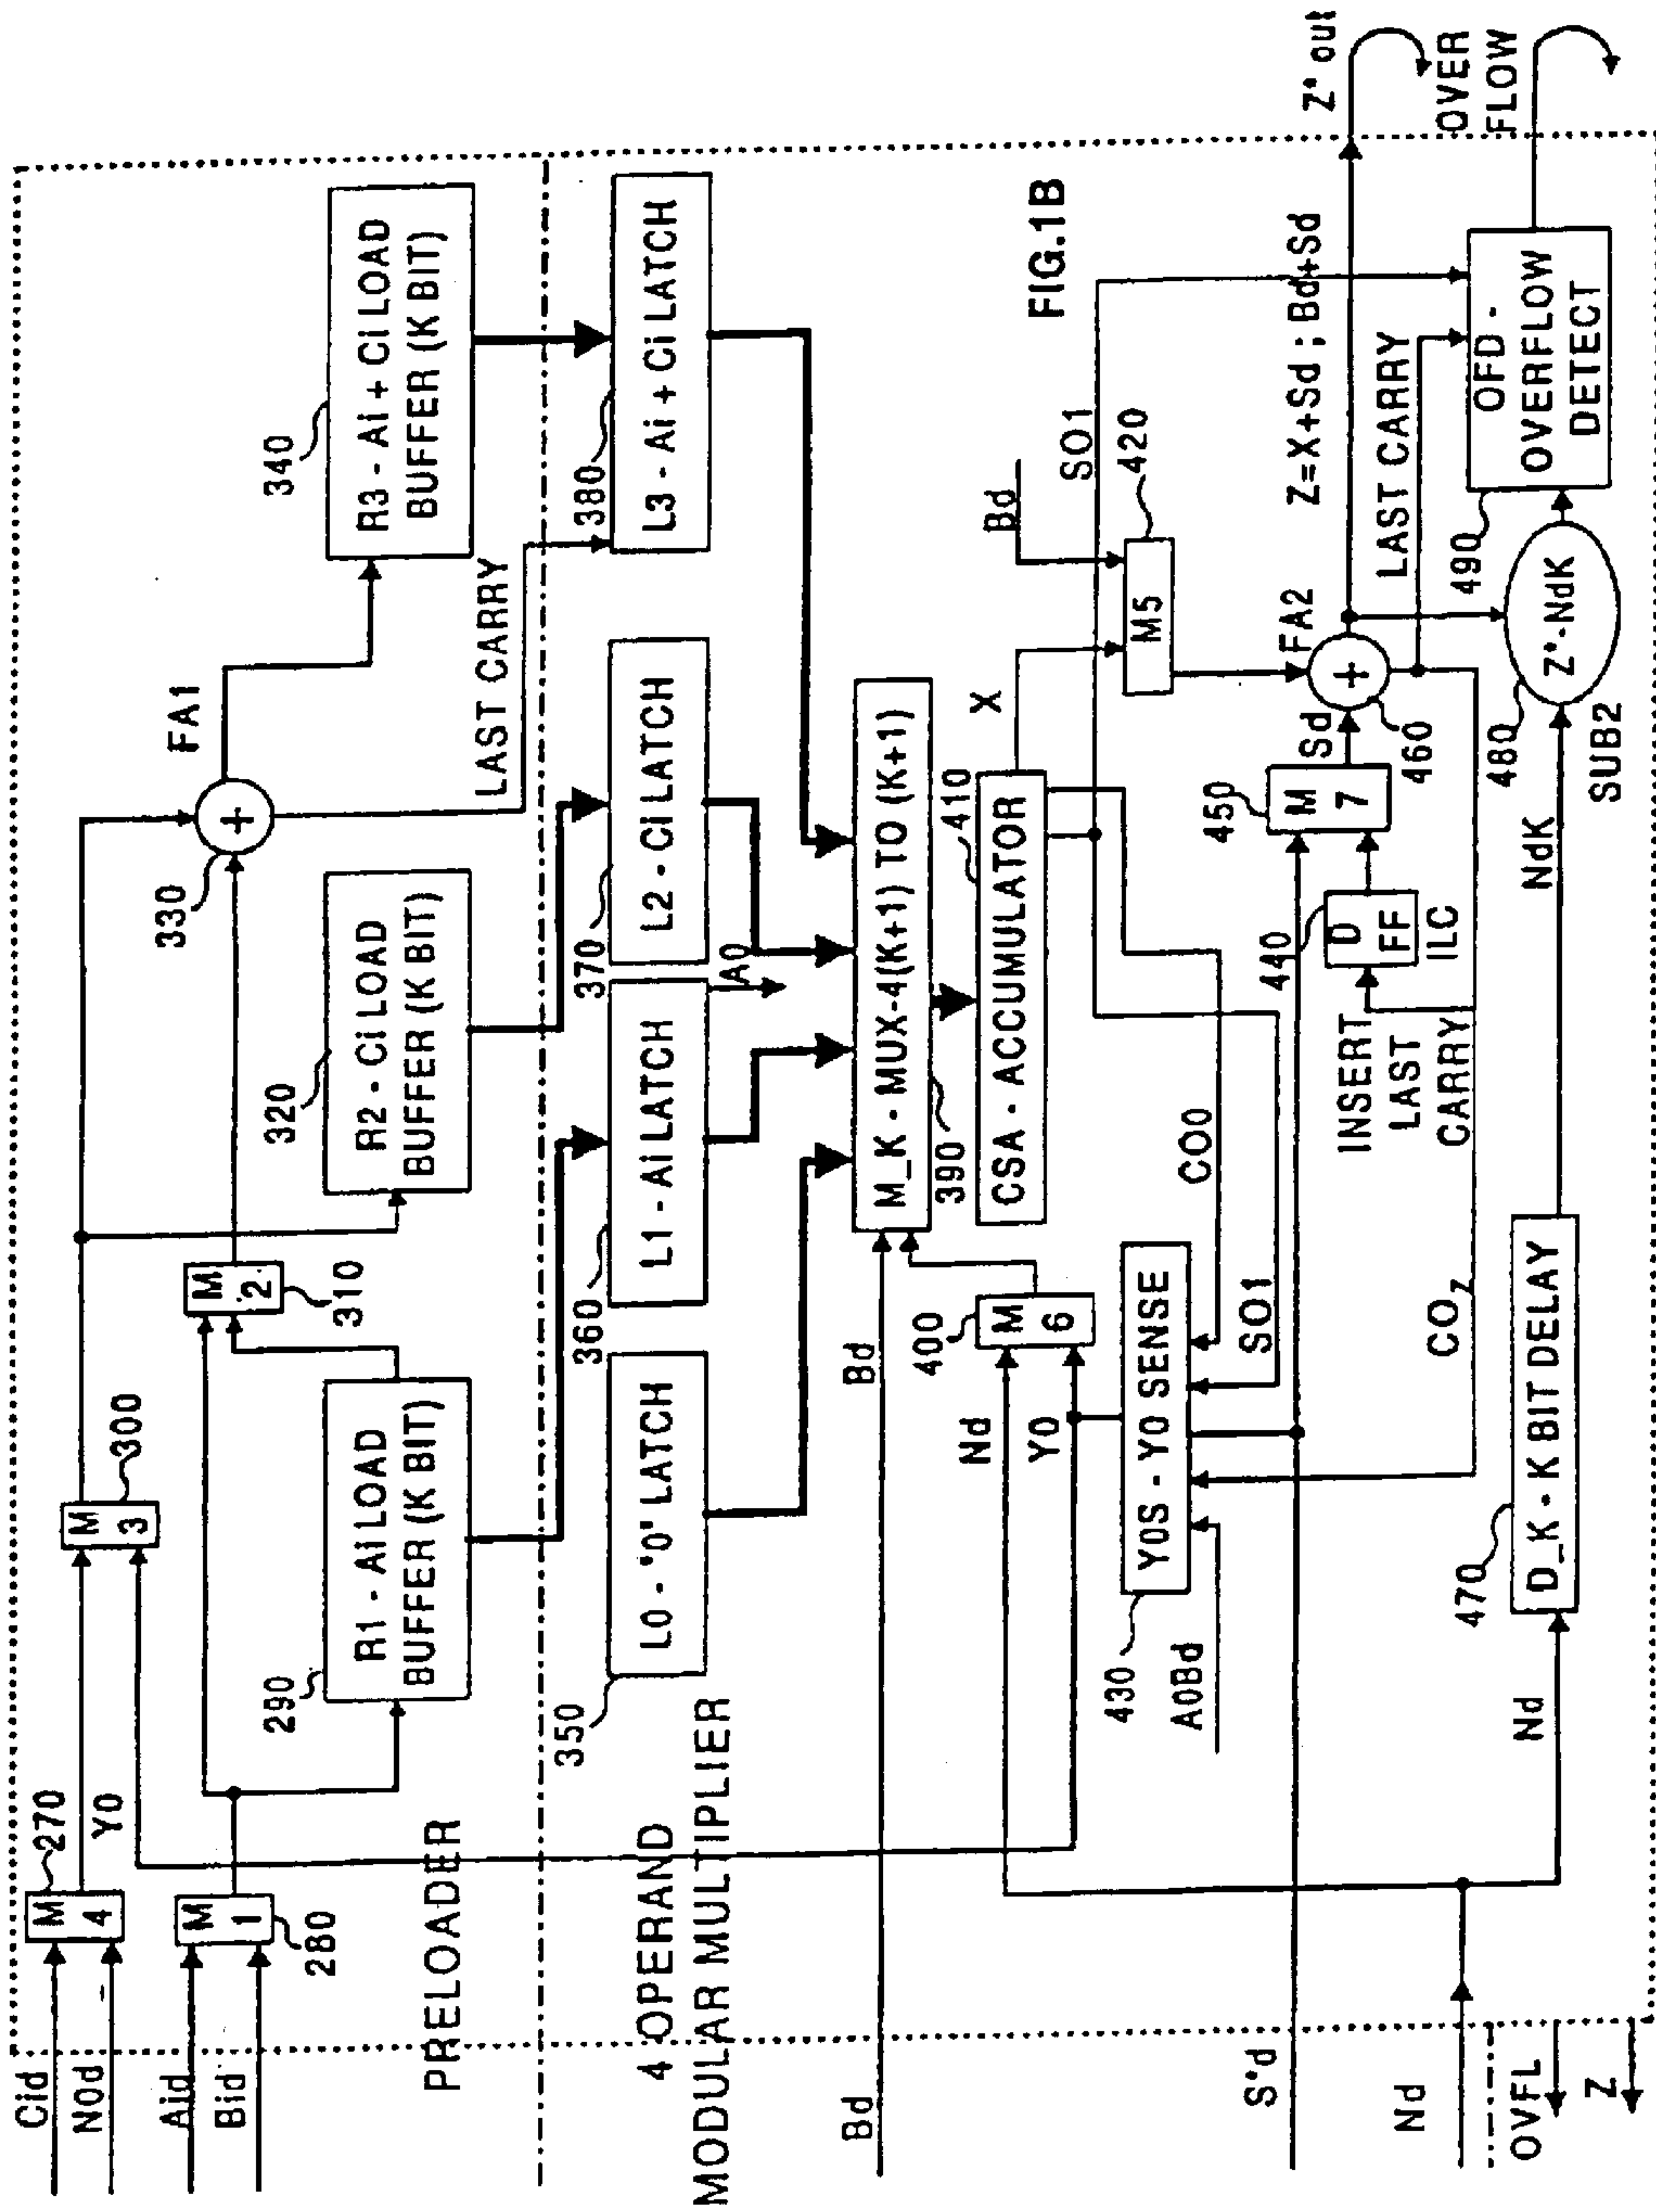 Cid
N0d
Aid
Bid
M
4
270
Y0
M
1
280
M
3
300
M
2
310
R1 - Ai LOAD
BUFFER (K BIT)
290
R2 - Ci LOAD
BUFFER (K BIT)
320
330
FA1
+
R3 - Ai + Ci LOAD
BUFFER (K BIT)
340
PRELOADER
LAST CARRY
4 OPERAND
MODULAR MULTIPLIER
350
L0 - "0" LATCH
360
L1 - Ai LATCH
A0
370
L2 - Ci LATCH
380
L3 - Ai + Ci LATCH
Bd
Bd
M_K - MUX-4(K+1) TO (K+1)
390
CSA - ACCUMULATOR
410
X
Bd
SO1
M5
420
FIG.1B
Nd
Y0
400
M
6
Y0S - Y0 SENSE
430
A0Bd
CO0
SO1
S*d
INSERT
LAST
CARRY
440
D
FF
ILC
450
M
7
Sd
FA2
+
460
Z=X+Sd ; Bd+Sd
Z* out
OVER
FLOW
LAST CARRY
COz
Nd
Nd
470
D_K - K BIT DELAY
NdK
480
Z*-NdK
SUB2
490
OFD -
OVERFLOW
DETECT
OVFL
Z